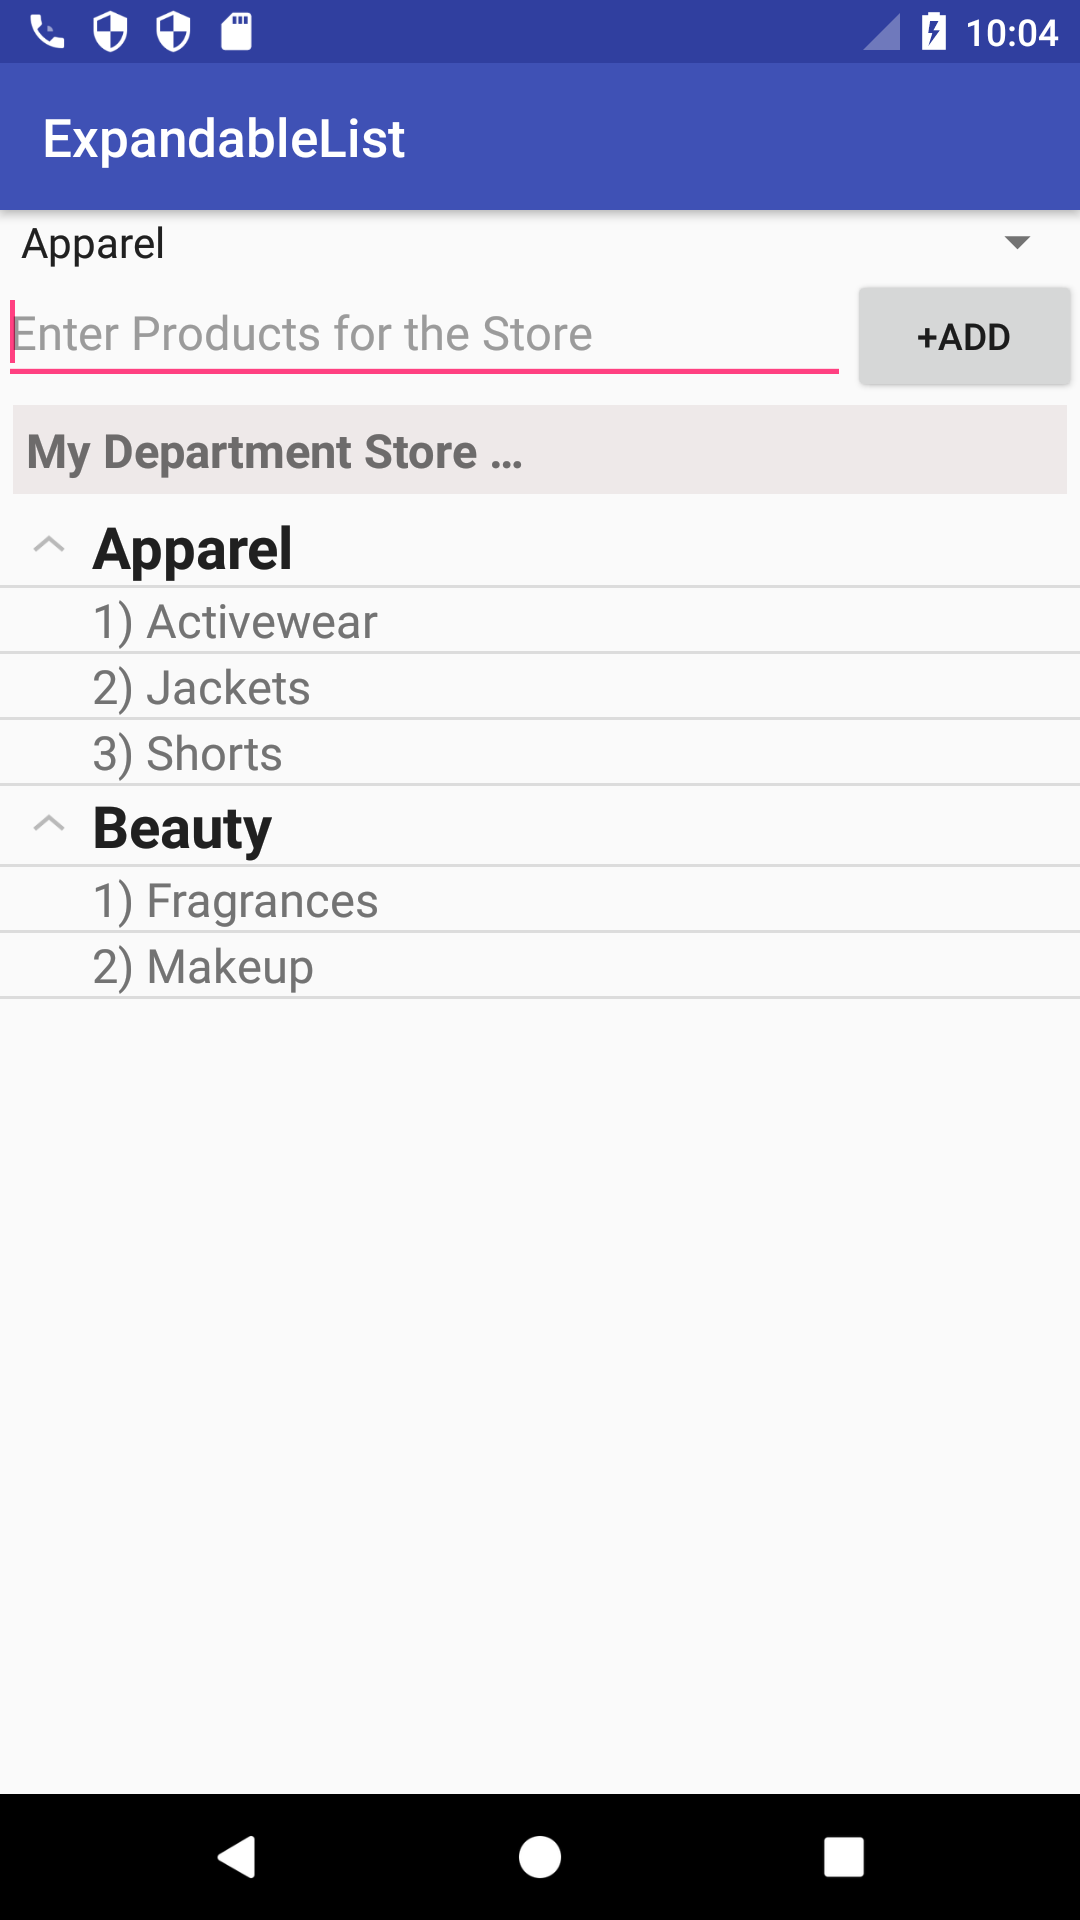 10:04
ExpandableList
Apparel
Enter Products for the Store
+ADD
My Department Store ...
Apparel
1) Activewear
2) Jackets
3) Shorts
Beauty
1) Fragrances
2) Makeup